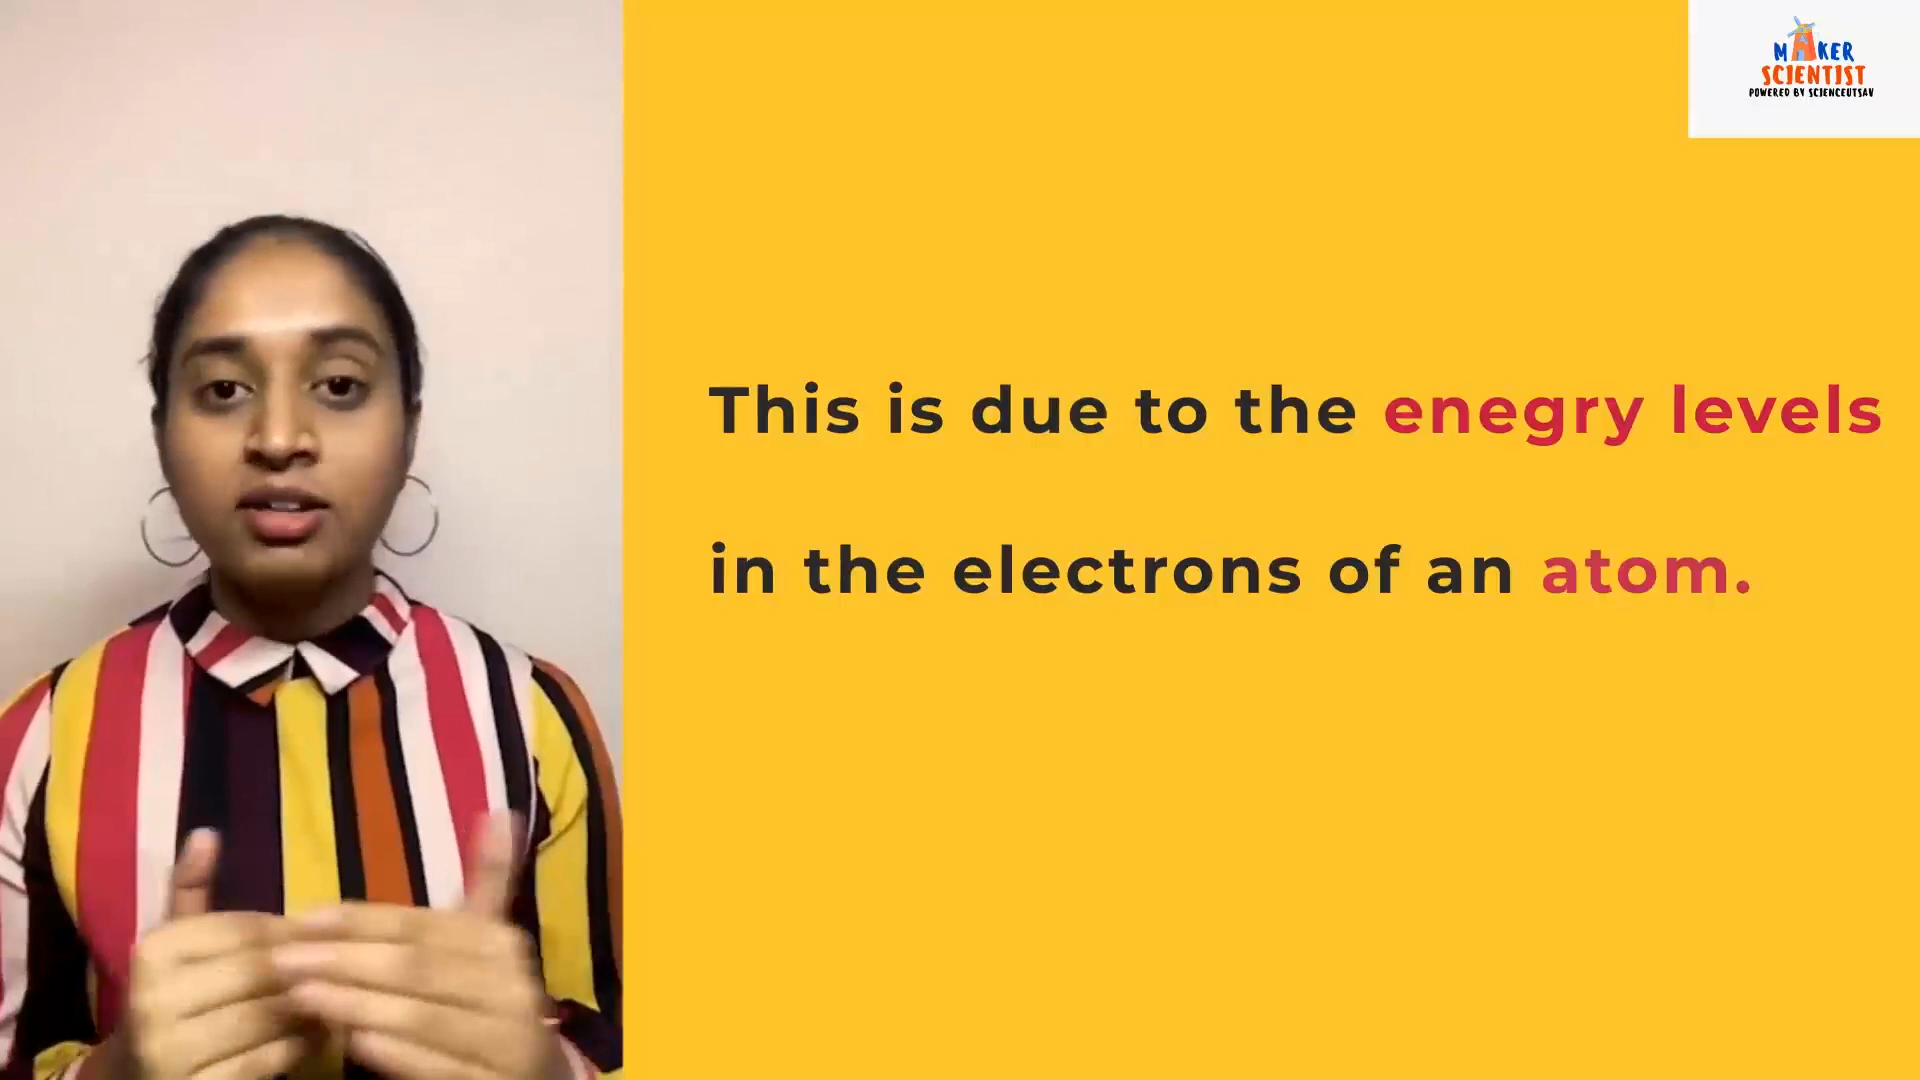 MAKER
SCIENTIST
POWERED BY SCIENCEUTSAV
This is due to the enegry levels
in the electrons of an atom.